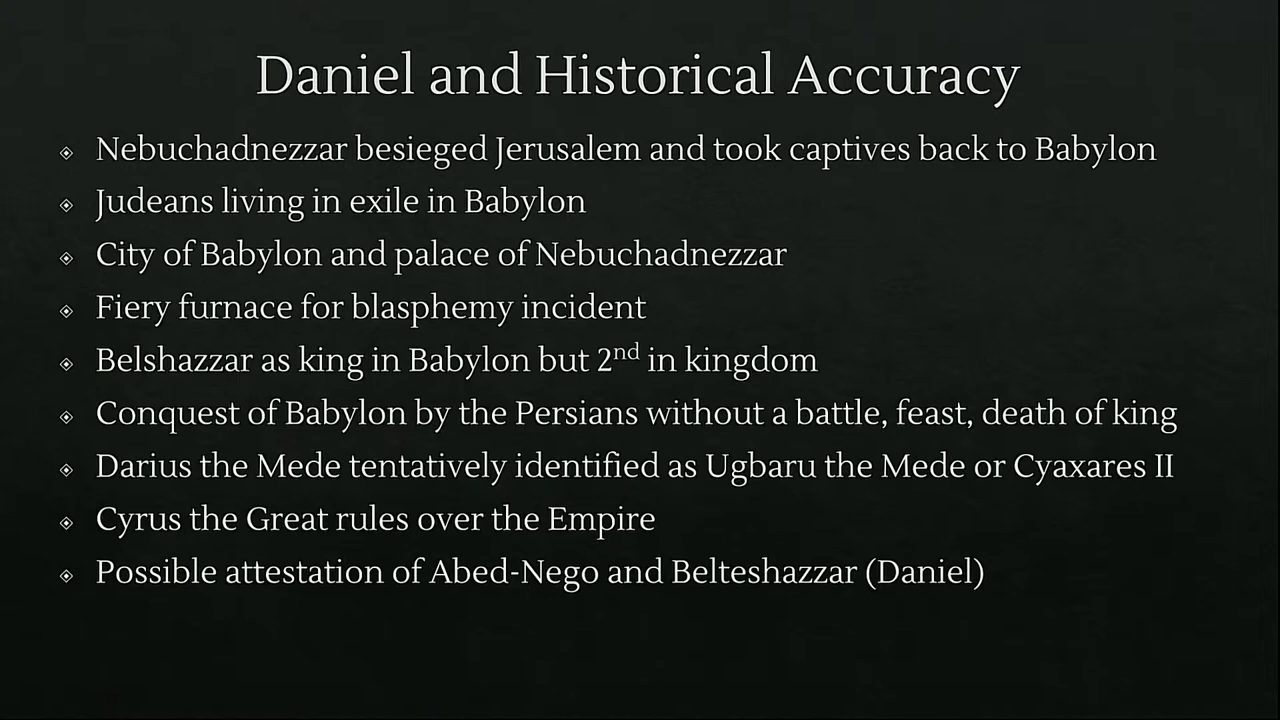 Daniel and Historical Accuracy
Nebuchadnezzar besieged Jerusalem and took captives back to Babylon
Judeans living in exile in Babylon
City of Babylon and palace of Nebuchadnezzar
Fiery furnace for blasphemy incident
Belshazzar as king in Babylon but 2nd in kingdom
Conquest of Babylon by the Persians without a battle, feast, death of king
Darius the Mede tentatively identified as Ugbaru the Mede or Cyaxares II
Cyrus the Great rules over the Empire
Possible attestation of Abed-Nego and Belteshazzar (Daniel)